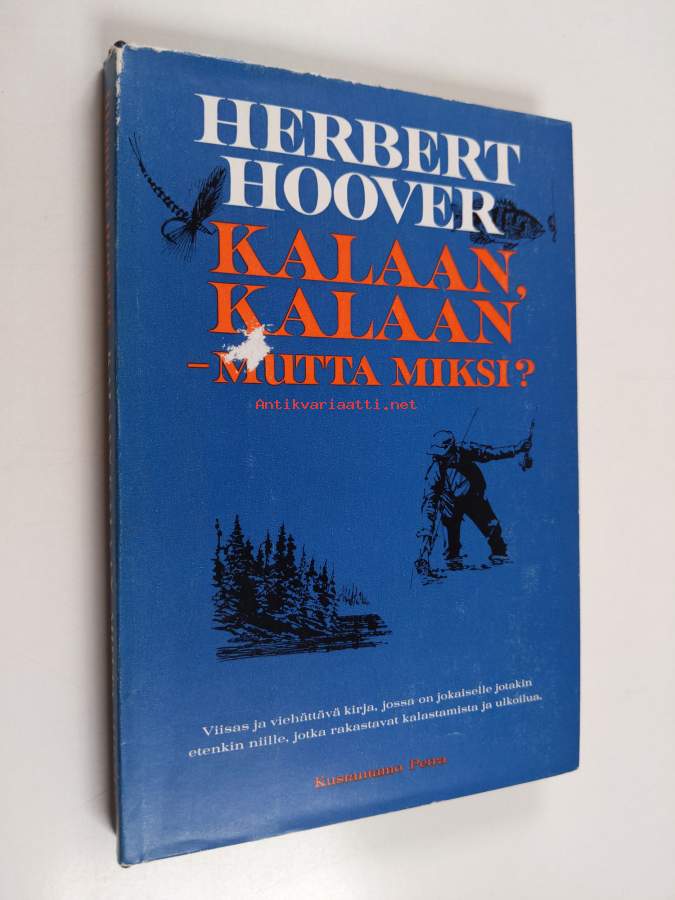 HERBERT
HOOVER
KALAAN,
KALAAN
– MUTTA MIKSI?
Antikvariaatti.net
Viisas ja viehättävä kirja, jossa on jokaiselle jotakin
etenkin niille, jotka rakastavat kalastamista ja ulkoilua.
Kustantamo Petra